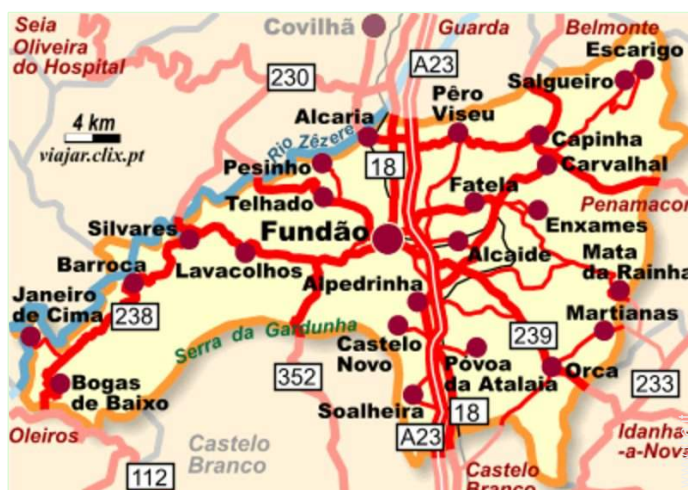 Seia
Oliveira
do Hospital
Covilhã
Guarda
Belmonte
Escarigo
A23
230
Salgueiro
Pêro
Viseu
4 km
viajar.clix.pt
Alcaria
Rio Zêzere
Capinha
18
Pesinho
Carvalhal
Fatela
Telhado
Penamacor
Silvares
Fundão
Enxames
Alcaide
Mata
da Rainha
Barroca
Lavacolhos
Alpedrinha
Janeiro
de Cima
238
Martianas
Serra da Gardunha
239
Castelo
Novo
352
Póvoa
da Atalaia
Orca
233
Bogas
de Baixo
Soalheira
18
Oleiros
A23
Idanha
-a-Nova
Castelo
Branco
112
Castelo
Branco